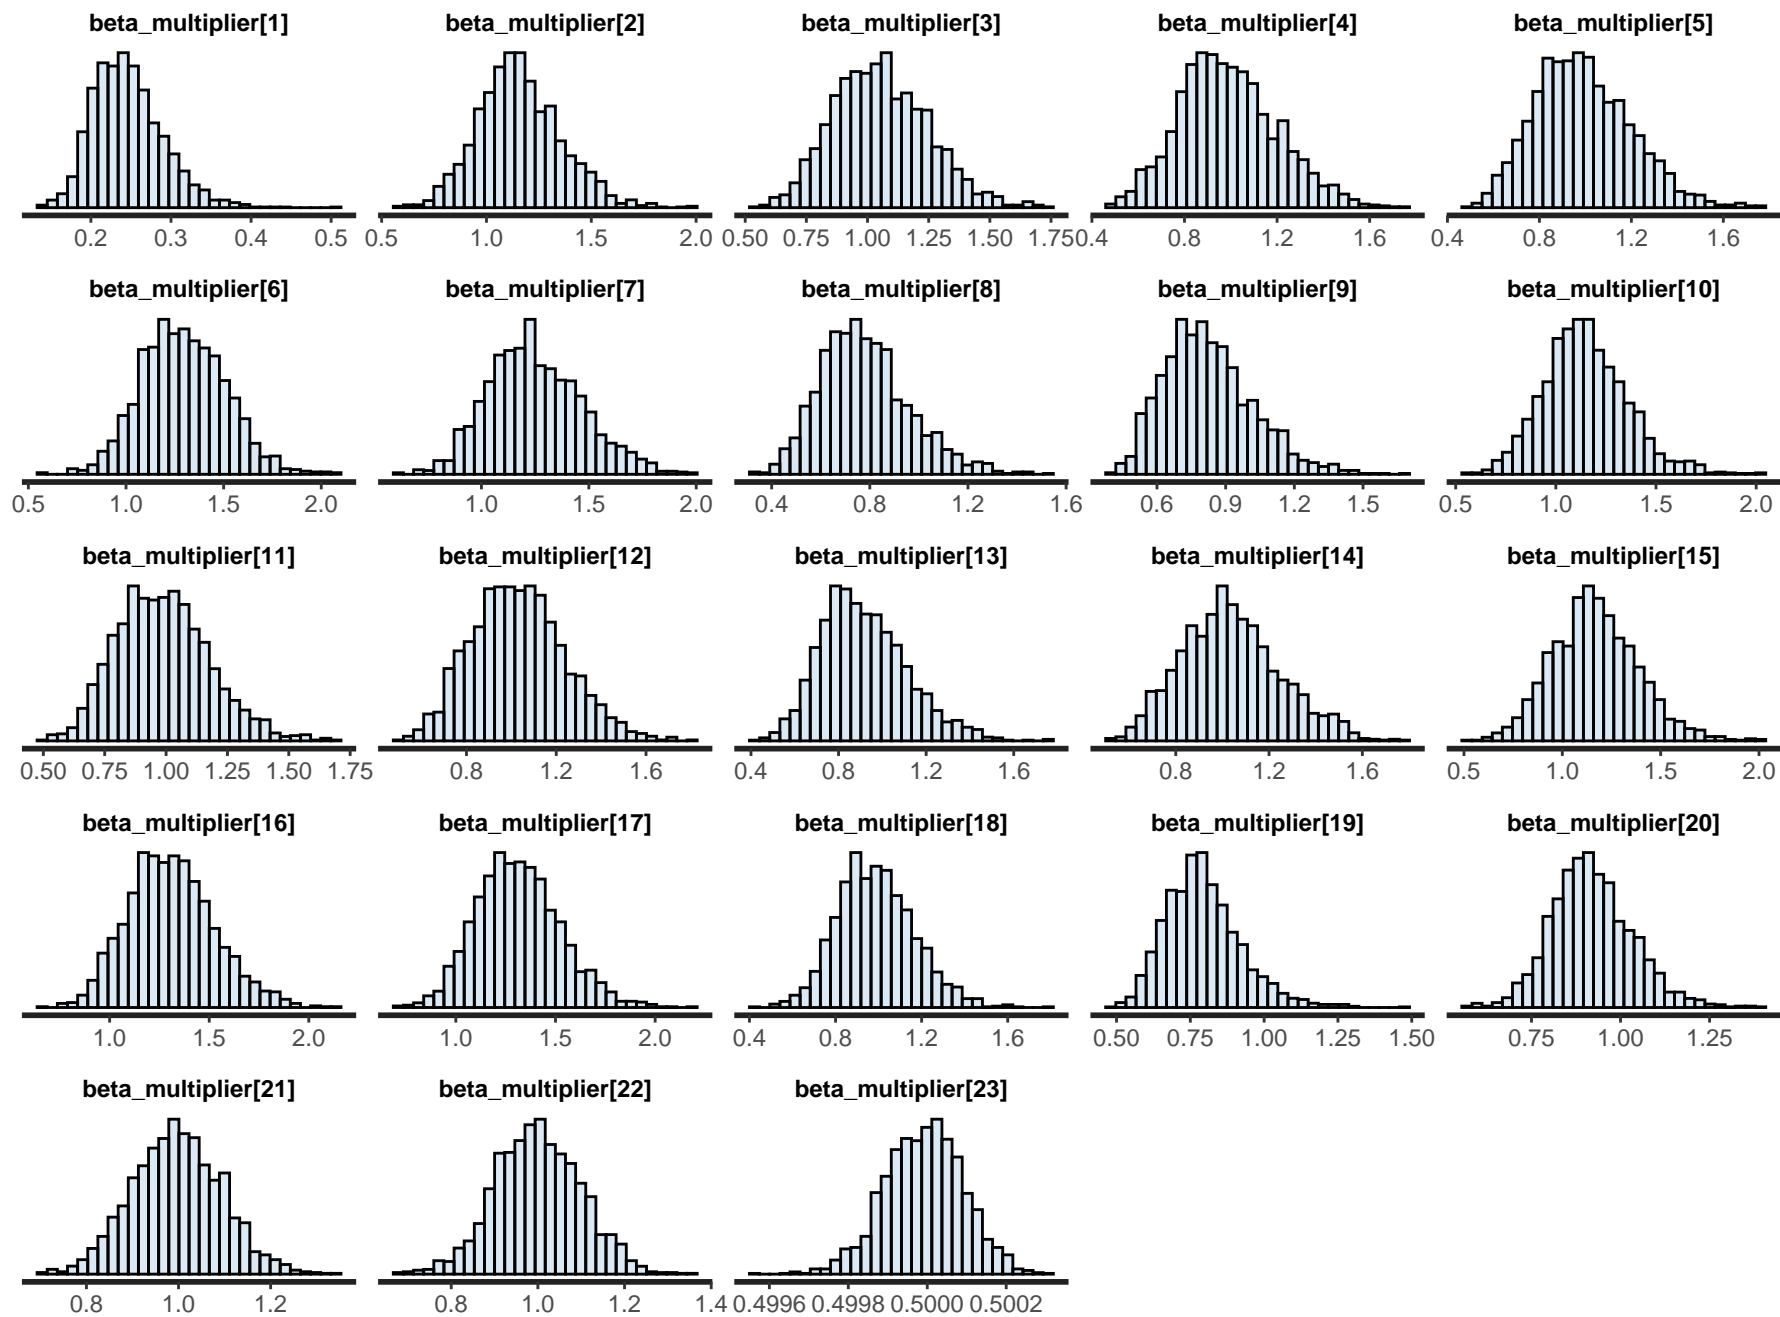 beta_multiplier[1] beta_multiplier[2] beta_multiplier[3] beta_multiplier[4] beta_multiplier[5]
0.2 0.3 0.4 0.5 0.5 1.0 1.5 2.0 0.50 0.75 1.00 1.25 1.50 1.75 0.4 0.8 1.2 1.6 0.4 0.8 1.2 1.6
beta_multiplier[6] beta_multiplier[7] beta_multiplier[8] beta_multiplier[9] beta_multiplier[10]
0.5 1.0 1.5 2.0 1.0 1.5 2.0 0.4 0.8 1.2 1.6 0.6 0.9 1.2 1.5 0.5 1.0 1.5 2.0
beta_multiplier[11] beta_multiplier[12] beta_multiplier[13] beta_multiplier[14] beta_multiplier[15]
0.50 0.75 1.00 1.25 1.50 1.75 0.8 1.2 1.6 0.4 0.8 1.2 1.6 0.8 1.2 1.6 0.5 1.0 1.5 2.0
beta_multiplier[16] beta_multiplier[17] beta_multiplier[18] beta_multiplier[19] beta_multiplier[20]
1.0 1.5 2.0 1.0 1.5 2.0 0.4 0.8 1.2 1.6 0.50 0.75 1.00 1.25 1.50 0.75 1.00 1.25
beta_multiplier[21] beta_multiplier[22] beta_multiplier[23]
0.8 1.0 1.2 0.8 1.0 1.2 1.4 0.4996 0.4998 0.5000 0.5002